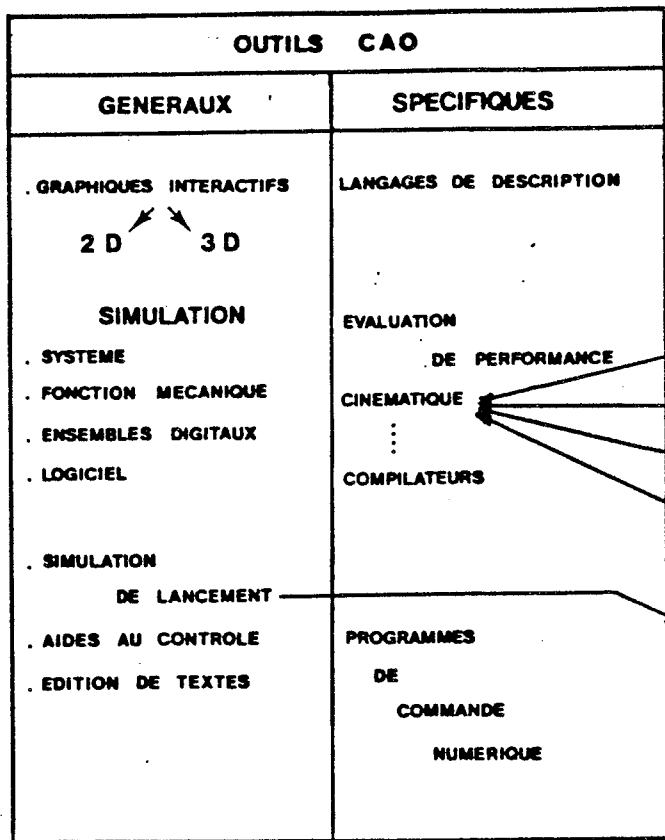 OUTILS CAO
GENERAUX
SPECIFIQUES
. GRAPHIQUES INTERACTIFS
2 D 3 D
SIMULATION
. SYSTEME
. FONCTION MECANIQUE
. ENSEMBLES DIGITAUX
. LOGICIEL
. SIMULATION
DE LANCEMENT
. AIDES AU CONTROLE
. EDITION DE TEXTES
LANGAGES DE DESCRIPTION
EVALUATION
DE PERFORMANCE
CINEMATIQUE
COMPILATEURS
PROGRAMMES
DE
COMMANDE
NUMERIQUE